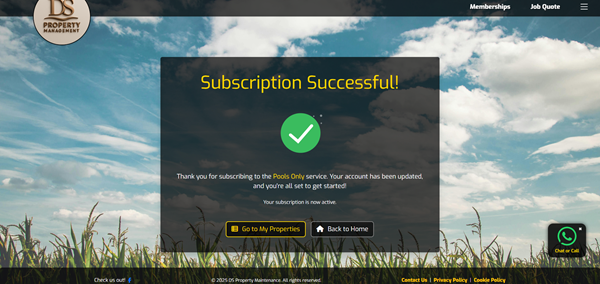 DS
PROPERTY
MANAGEMENT
Memberships
Job Quote
Subscription Successful!
Thank you for subscribing to the Pools Only service. Your account has been updated,
and you're all set to get started!
Your subscription is now active.
Go to My Properties
Back to Home
Chat or Call
Check us out!
© 2025 DS Property Maintenance. All rights reserved.
Contact Us | Privacy Policy | Cookie Policy